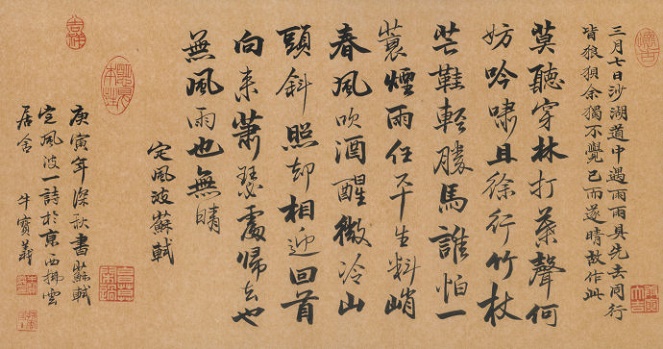 三月七日沙湖道中遇雨雨具先去同行
皆狼狽余獨不覺已而遂晴故作此
莫聽穿林打葉聲何
妨吟嘯且徐行竹杖
芒鞋輕勝馬誰怕一
蓑煙雨任平生料峭
春風吹酒醒微冷山
頭斜照却相迎回首
向来蕭瑟處歸去也
無風雨也無晴
定風波蘇軾
庚寅年深秋書蘇軾
定風波一詩於京西雲
居舍 牛寶義
吉祥